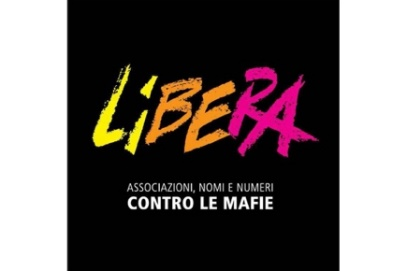 LiBERA
ASSOCIAZIONI, NOMI E NUMERI
CONTRO LE MAFIE